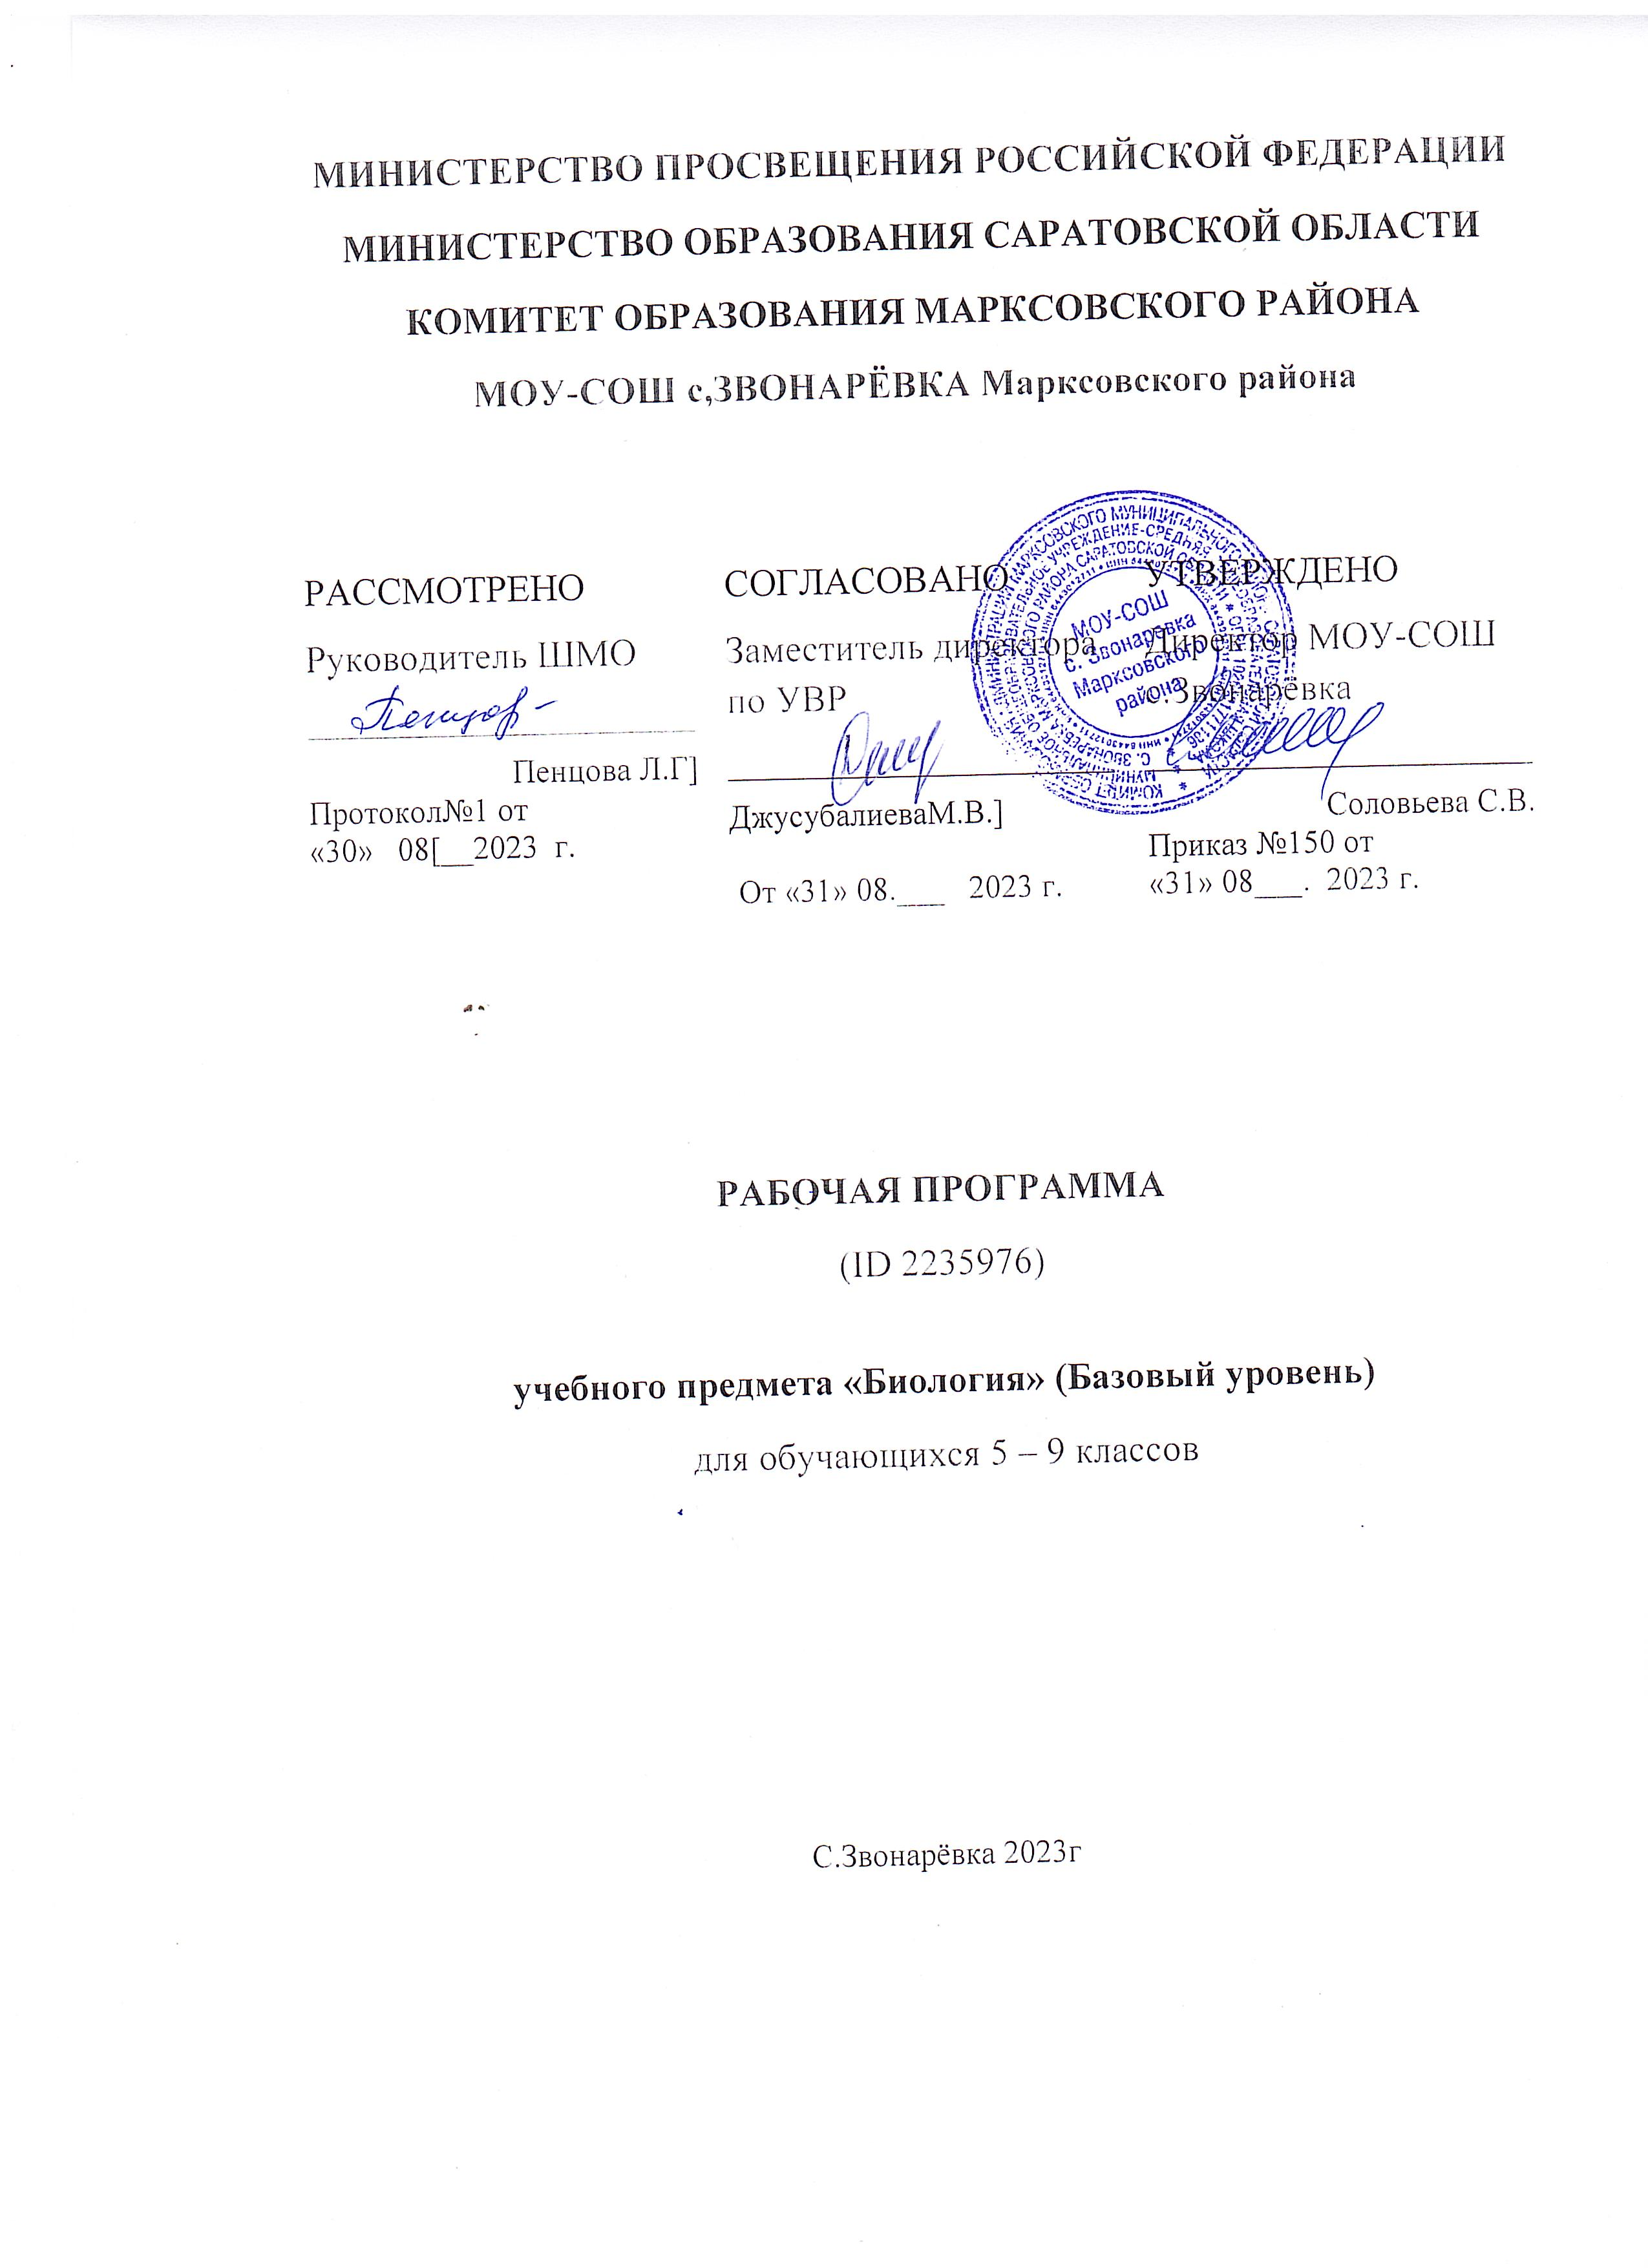 МИНИСТЕРСТВО ПРОСВЕЩЕНИЯ РОССИЙСКОЙ ФЕДЕРАЦИИ
МИНИСТЕРСТВО ОБРАЗОВАНИЯ САРАТОВСКОЙ ОБЛАСТИ
КОМИТЕТ ОБРАЗОВАНИЯ МАРКСОВСКОГО РАЙОНА
МОУ-СОШ с,ЗВОНАРЁВКА Марксовского района
РАССМОТРЕНО
Руководитель ШМО
Пенцова Л.Г]
Протокол№1 от
«30» 08[__2023 г.
СОГЛАСОВАНО
Заместитель директора
по УВР
ДжусубалиеваМ.В.]
От «31» 08.___ 2023 г.
УТВЕРЖДЕНО
Директор МОУ-СОШ
с.Звонарёвка
Соловьева С.В.
Приказ №150 от
«31» 08___. 2023 г.
МОУ-СОШ
с. Звонарёвка
Марксовского
района
РАБОЧАЯ ПРОГРАММА
(ID 2235976)
учебного предмета «Биология» (Базовый уровень)
для обучающихся 5 – 9 классов
С.Звонарёвка 2023г